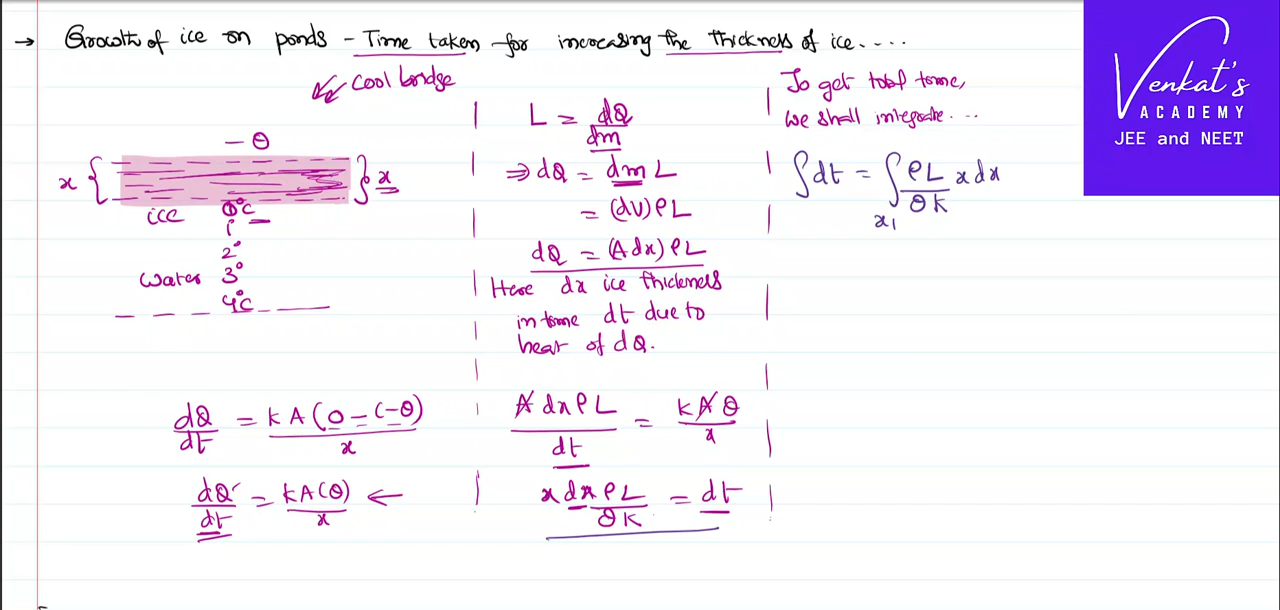 → Growth of ice on ponds - Time taken for increasing the thickness of ice....
Cool bridge
- θ
x { } x
ice 0°c
1°
2°
Water 3°
4°c
dQ/dt = kA(0-(-θ))/x
dQ/dt = kA(θ)/x ←
L = dQ/dm
⇒ dQ = dm L
= (dv) ρL
dQ = (A dx) ρL
Here dx ice thickness
in time dt due to
heat of dQ.
A dx ρL/dt = kAθ/x
x dx ρL/θK = dt
To get total time,
we shall integrate...
∫dt = ∫x₁ ρL/θK x dx
Venkat's
ACADEMY
JEE and NEET